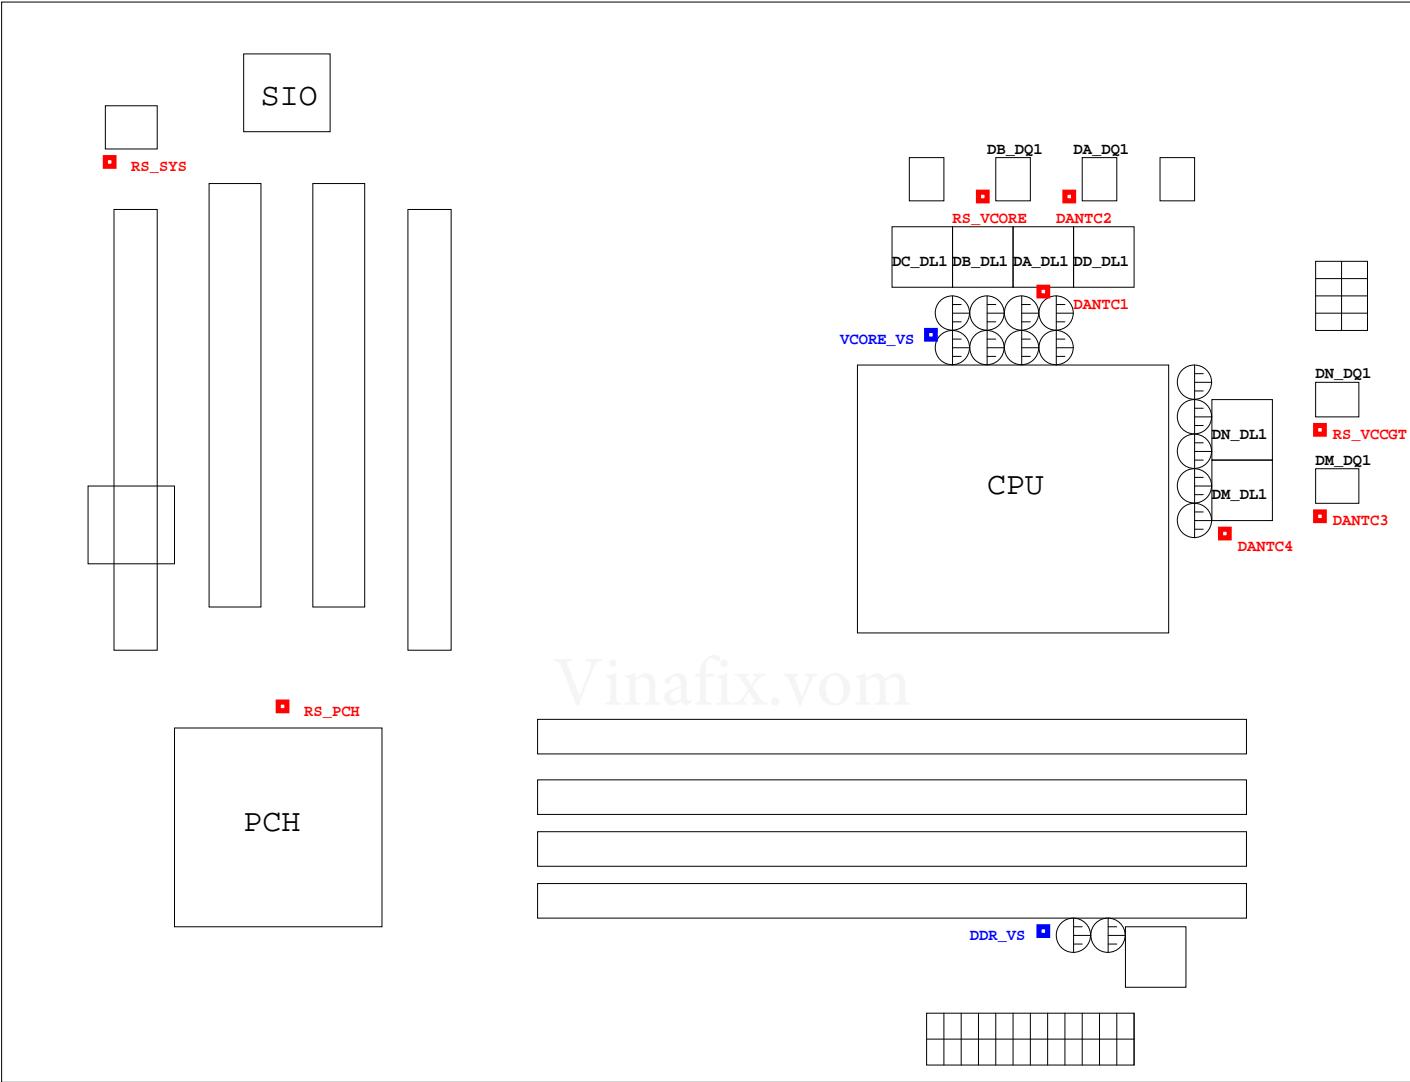 SIO
RS_SYS
DB_DQ1
DA_DQ1
RS_VCORE
DANTC2
DC_DL1
DB_DL1
DA_DL1
DD_DL1
DANTC1
VCORE_VS
DN_DQ1
RS_VCCGT
DN_DL1
DM_DQ1
CPU
DM_DL1
DANTC3
DANTC4
Vinafix.vom
RS_PCH
PCH
DDR_VS